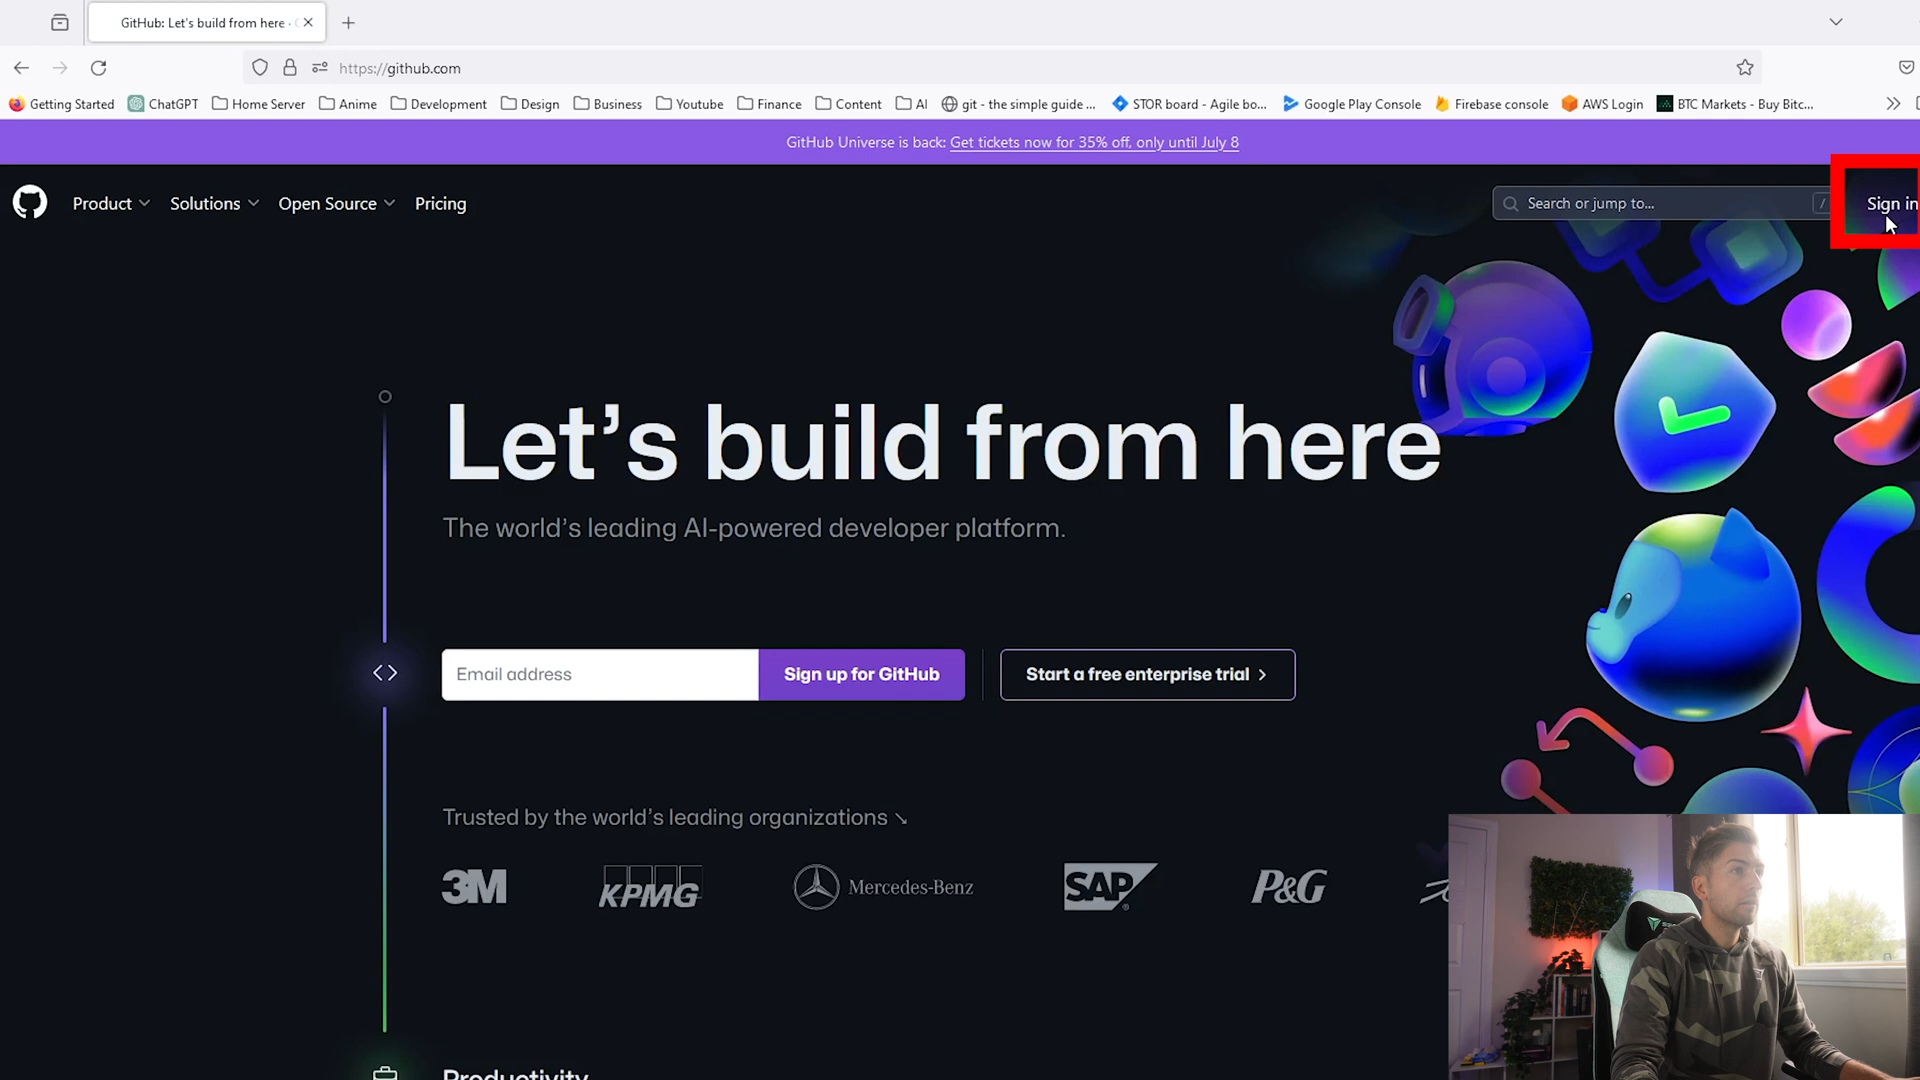 GitHub: Let's build from here ·
https://github.com
Getting Started ChatGPT Home Server Anime Development Design Business Youtube Finance Content AI git - the simple guide ... STOR board - Agile bo... Google Play Console Firebase console AWS Login BTC Markets - Buy Bitc...
GitHub Universe is back: Get tickets now for 35% off, only until July 8
Product Solutions Open Source Pricing Search or jump to... / Sign in
Let's build from here
The world's leading AI-powered developer platform.
Email address Sign up for GitHub Start a free enterprise trial
Trusted by the world's leading organizations
3M KPMG Mercedes-Benz SAP P&G
Productivity